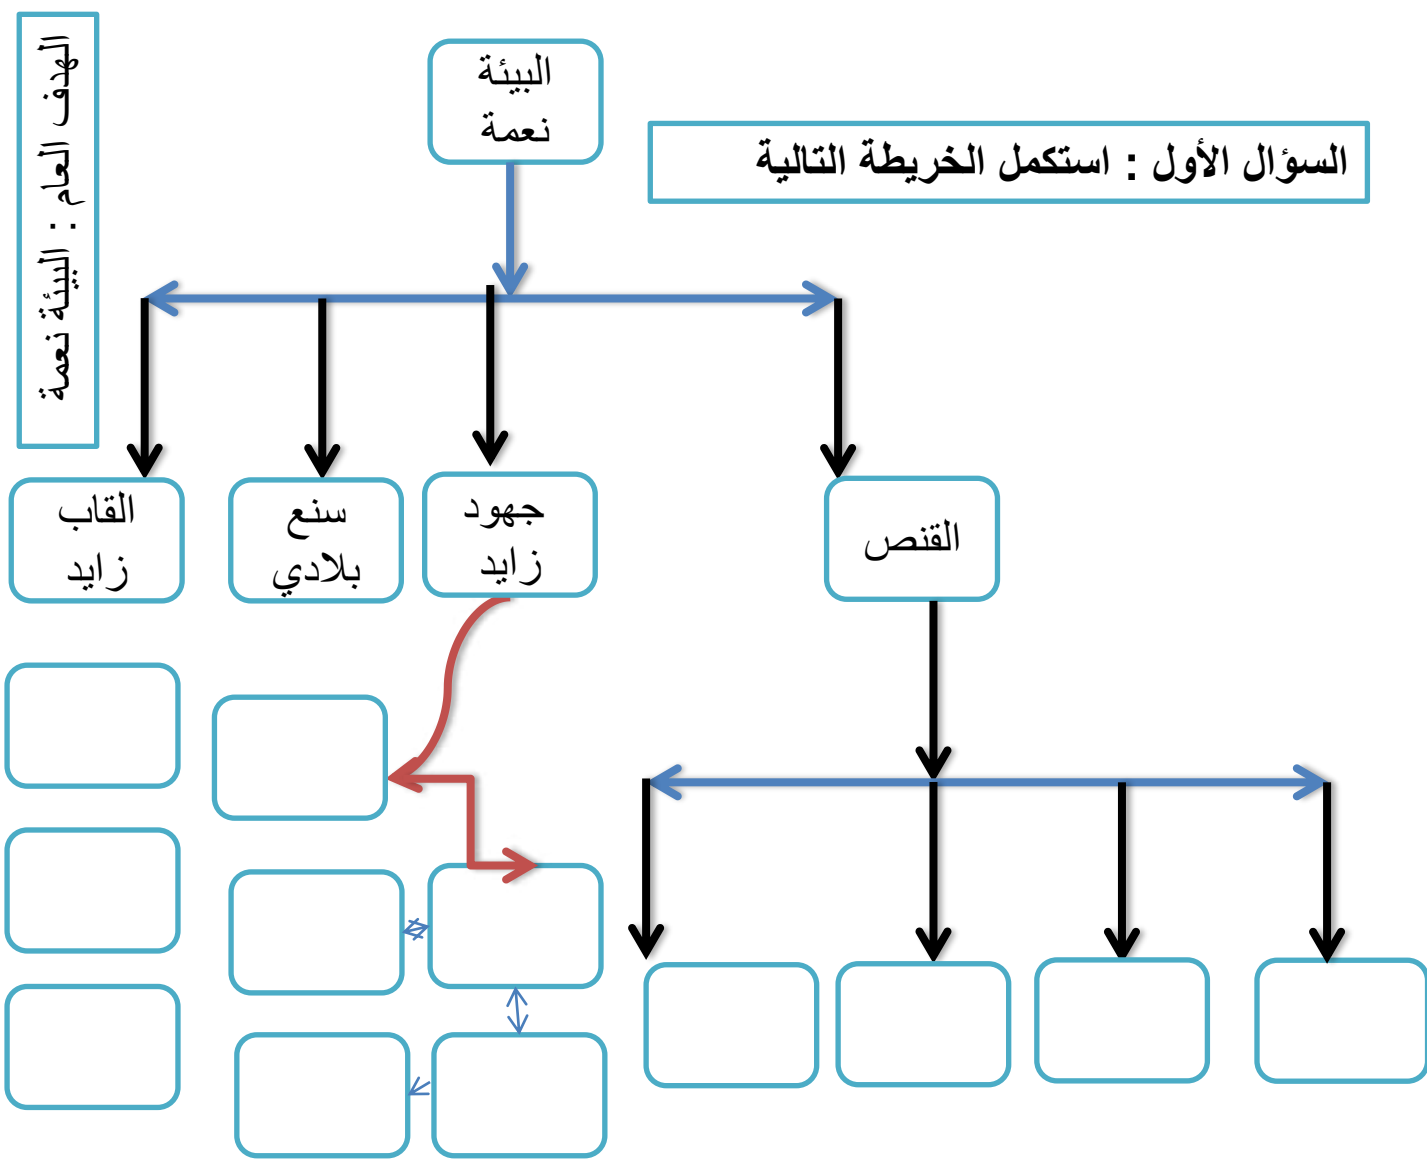 الهدف العام : البيئة نعمة
البيئة
نعمة
السؤال الأول : استكمل الخريطة التالية
القنص
جهود
زايد
سنع
بلادي
القاب
زايد